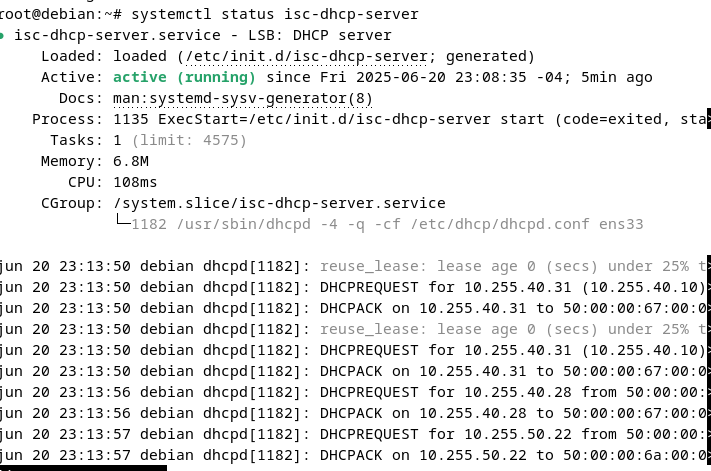 root@debian:~# systemctl status isc-dhcp-server
● isc-dhcp-server.service - LSB: DHCP server
Loaded: loaded (/etc/init.d/isc-dhcp-server; generated)
Active: active (running) since Fri 2025-06-20 23:08:35 -04; 5min ago
Docs: man:systemd-sysv-generator(8)
Process: 1135 ExecStart=/etc/init.d/isc-dhcp-server start (code=exited, sta>
Tasks: 1 (limit: 4575)
Memory: 6.8M
CPU: 108ms
CGroup: /system.slice/isc-dhcp-server.service
└─1182 /usr/sbin/dhcpd -4 -q -cf /etc/dhcp/dhcpd.conf ens33
jun 20 23:13:50 debian dhcpd[1182]: reuse_lease: lease age 0 (secs) under 25% t>
jun 20 23:13:50 debian dhcpd[1182]: DHCPREQUEST for 10.255.40.31 (10.255.40.10)>
jun 20 23:13:50 debian dhcpd[1182]: DHCPACK on 10.255.40.31 to 50:00:00:67:00:0>
jun 20 23:13:50 debian dhcpd[1182]: reuse_lease: lease age 0 (secs) under 25% t>
jun 20 23:13:50 debian dhcpd[1182]: DHCPREQUEST for 10.255.40.31 (10.255.40.10)>
jun 20 23:13:50 debian dhcpd[1182]: DHCPACK on 10.255.40.31 to 50:00:00:67:00:0>
jun 20 23:13:56 debian dhcpd[1182]: DHCPREQUEST for 10.255.40.28 from 50:00:00:>
jun 20 23:13:56 debian dhcpd[1182]: DHCPACK on 10.255.40.28 to 50:00:00:67:00:0>
jun 20 23:13:57 debian dhcpd[1182]: DHCPREQUEST for 10.255.50.22 from 50:00:00:>
jun 20 23:13:57 debian dhcpd[1182]: DHCPACK on 10.255.50.22 to 50:00:00:6a:00:0>